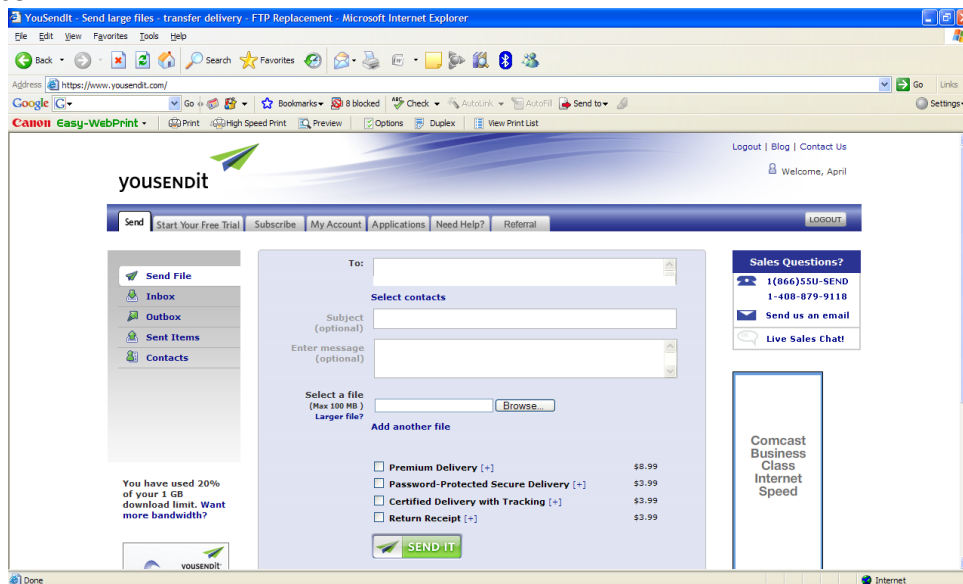 YouSendIt - Send large files - transfer delivery - FTP Replacement - Microsoft Internet Explorer
File Edit View Favorites Tools Help
Back Search Favorites
Address https://www.yousendit.com/ Go Links
Google G Go Bookmarks 8 blocked Check AutoLink AutoFill Send to Settings
Canon Easy-WebPrint Print High Speed Print Preview Options Duplex View Print List
Logout | Blog | Contact Us
Welcome, April
YOUSENDIT
Send Start Your Free Trial Subscribe My Account Applications Need Help? Referral LOGOUT
Send File
Inbox
Outbox
Sent Items
Contacts
You have used 20%
of your 1 GB
download limit. Want
more bandwidth?
YOUSENDIT
To:
Select contacts
Subject
(optional)
Enter message
(optional)
Select a file
(Max 100 MB )
Larger file?
Browse...
Add another file
Premium Delivery [+] $8.99
Password-Protected Secure Delivery [+] $3.99
Certified Delivery with Tracking [+] $3.99
Return Receipt [+] $3.99
SEND IT
Sales Questions?
1(866)55U-SEND
1-408-879-9118
Send us an email
Live Sales Chat!
Comcast
Business
Class
Internet
Speed
Done Internet